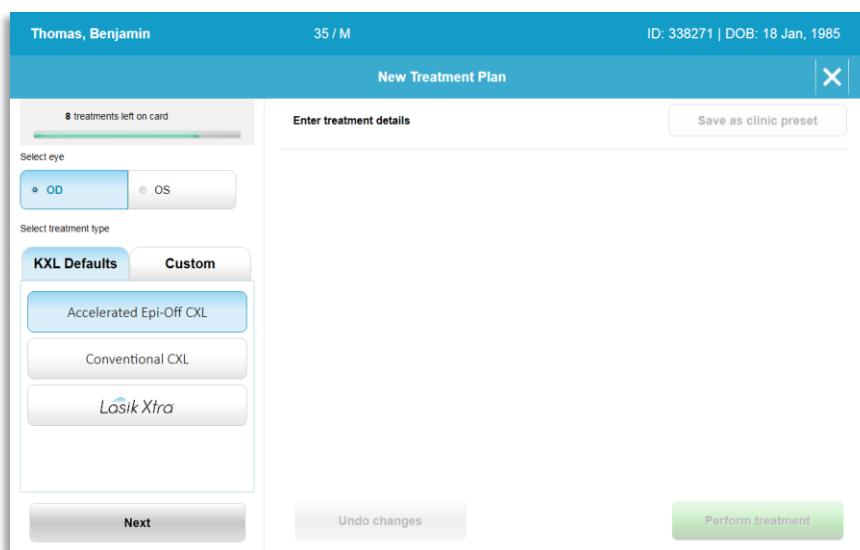 Thomas, Benjamin 35 / M ID: 338271 | DOB: 18 Jan, 1985
New Treatment Plan
8 treatments left on card
Enter treatment details
Save as clinic preset
Select eye
OD OS
Select treatment type
KXL Defaults Custom
Accelerated Epi-Off CXL
Conventional CXL
Lasik Xtra
Next
Undo changes
Perform treatment